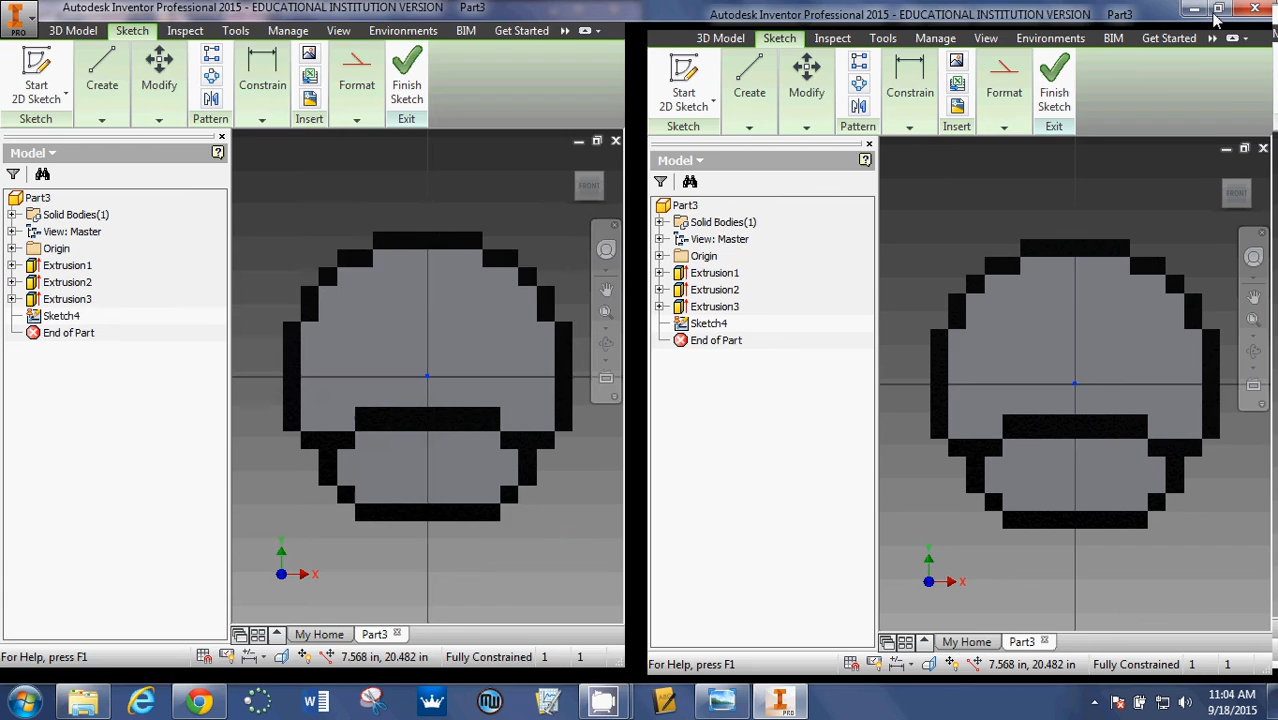 Autodesk Inventor Professional 2015 - EDUCATIONAL INSTITUTION VERSION Part3
PRO
3D Model Sketch Inspect Tools Manage View Environments BIM Get Started
Start
2D Sketch
Create
Modify
Constrain
Format
Finish
Sketch
Sketch
Pattern
Insert
Exit
Model
Part3
Solid Bodies(1)
View: Master
Origin
Extrusion1
Extrusion2
Extrusion3
Sketch4
End of Part
FRONT
Y
X
My Home
Part3
For Help, press F1
7.568 in, 20.482 in
Fully Constrained
1
1
Autodesk Inventor Professional 2015 - EDUCATIONAL INSTITUTION VERSION Part3
3D Model Sketch Inspect Tools Manage View Environments BIM Get Started
Start
2D Sketch
Create
Modify
Constrain
Format
Finish
Sketch
Sketch
Pattern
Insert
Exit
Model
Part3
Solid Bodies(1)
View: Master
Origin
Extrusion1
Extrusion2
Extrusion3
Sketch4
End of Part
FRONT
Y
X
My Home
Part3
For Help, press F1
7.568 in, 20.482 in
Fully Constrained
1
1
PRO
11:04 AM
9/18/2015